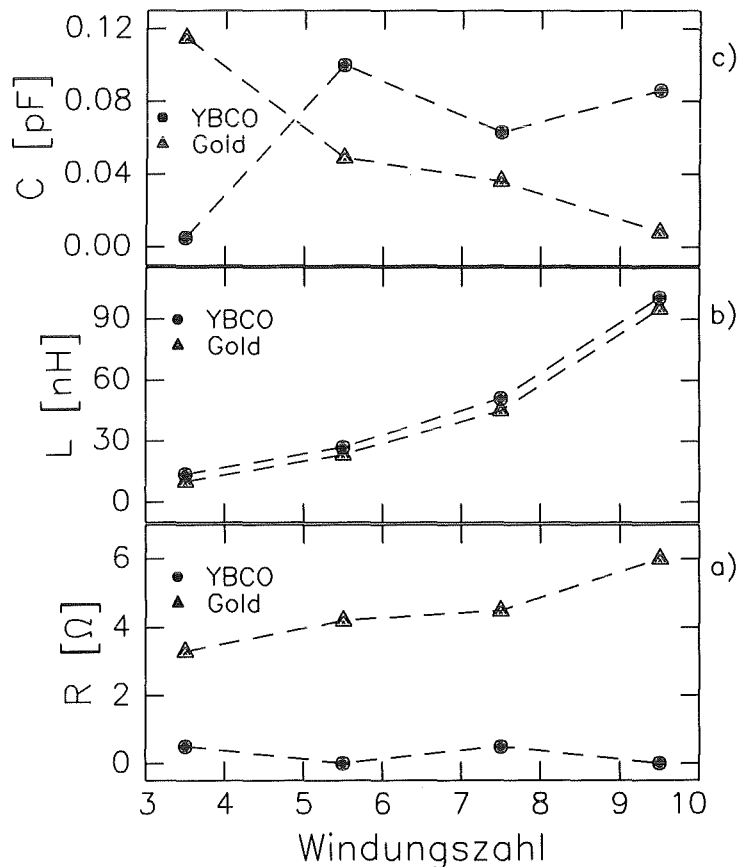 0.12
0.08
0.04
0.00
C [pF]
YBCO
Gold
c)
90
60
30
0
L [nH]
YBCO
Gold
b)
6
4
2
0
R [Ω]
YBCO
Gold
a)
3 4 5 6 7 8 9 10
Windungszahl